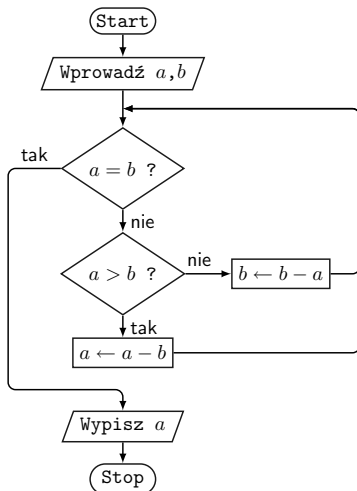 Start
Wprowadź a,b
tak
a = b ?
nie
a > b ?
nie
b ← b − a
tak
a ← a − b
Wypisz a
Stop